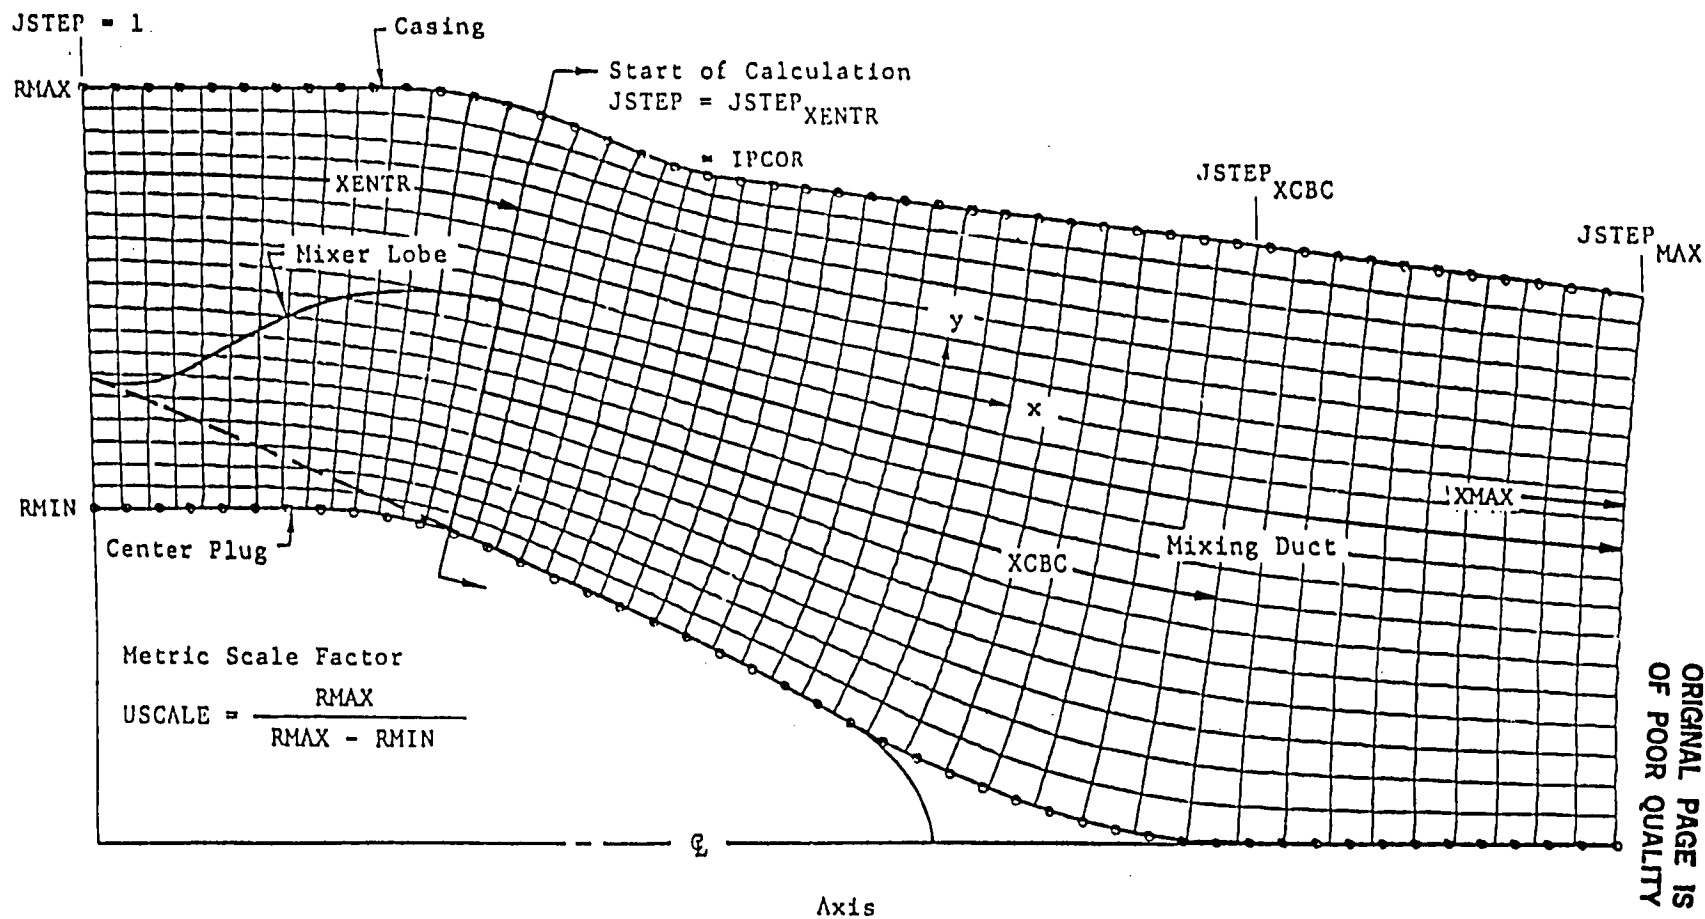 JSTEP = 1
Casing
RMAX
Start of Calculation
JSTEP = JSTEP XENTR
= IPCOR
XENTR
JSTEP XCBC
JSTEP MAX
Mixer Lobe
y
x
XMAX
RMIN
Center Plug
XCBC
Mixing Duct
Metric Scale Factor
USCALE = RMAX
RMAX - RMIN
℄
Axis
ORIGINAL PAGE IS
OF POOR QUALITY